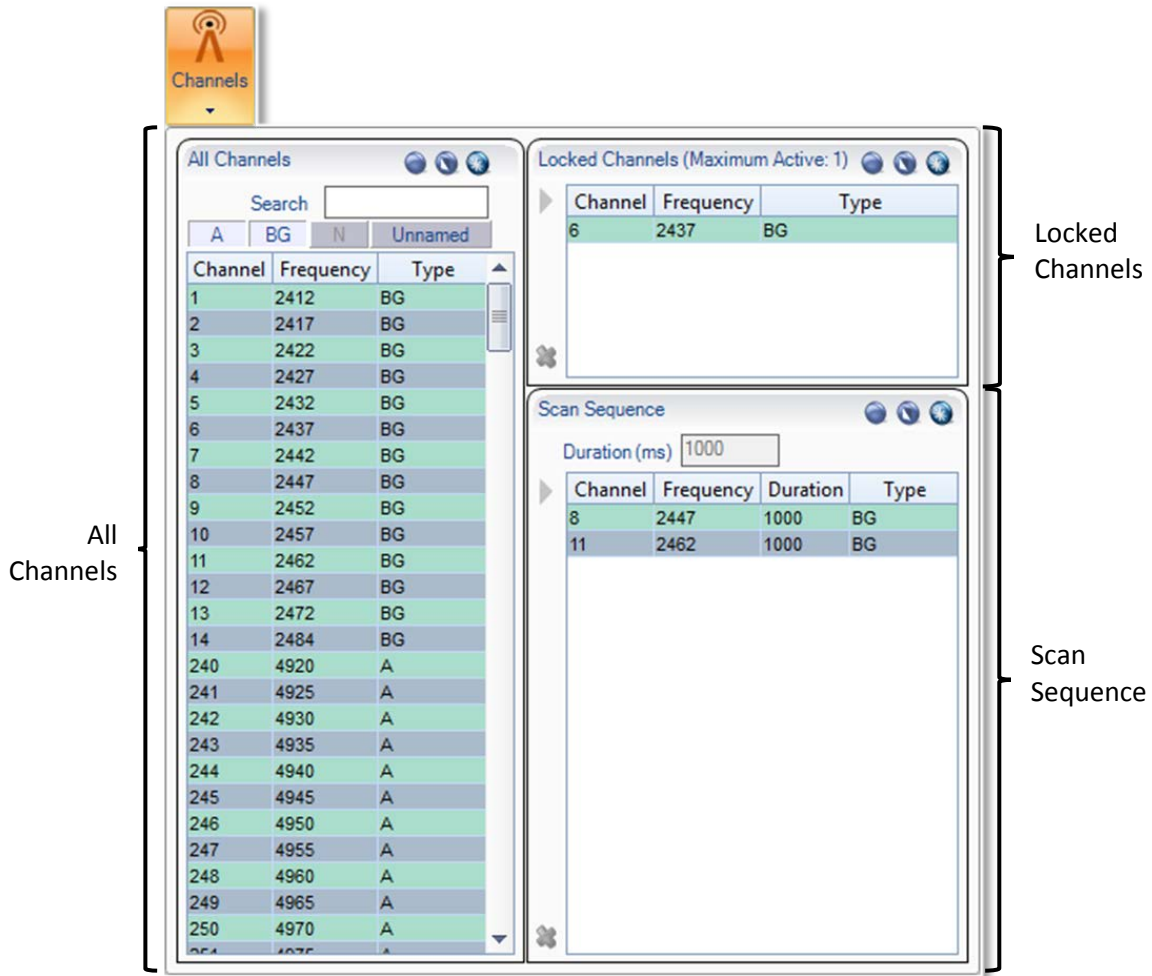 Channels
All Channels
Search
A BG N Unnamed
Channel Frequency Type
1 2412 BG
2 2417 BG
3 2422 BG
4 2427 BG
5 2432 BG
6 2437 BG
7 2442 BG
8 2447 BG
9 2452 BG
10 2457 BG
11 2462 BG
12 2467 BG
13 2472 BG
14 2484 BG
240 4920 A
241 4925 A
242 4930 A
243 4935 A
244 4940 A
245 4945 A
246 4950 A
247 4955 A
248 4960 A
249 4965 A
250 4970 A
Locked Channels (Maximum Active: 1)
Channel Frequency Type
6 2437 BG
Scan Sequence
Duration (ms) 1000
Channel Frequency Duration Type
8 2447 1000 BG
11 2462 1000 BG
All
Channels
Locked
Channels
Scan
Sequence